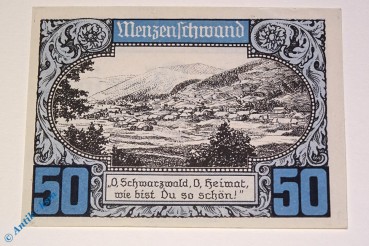 Menzenschwand
50 50
„O, Schwarzwald, O, Heimat,
wie bist Du so schön!“